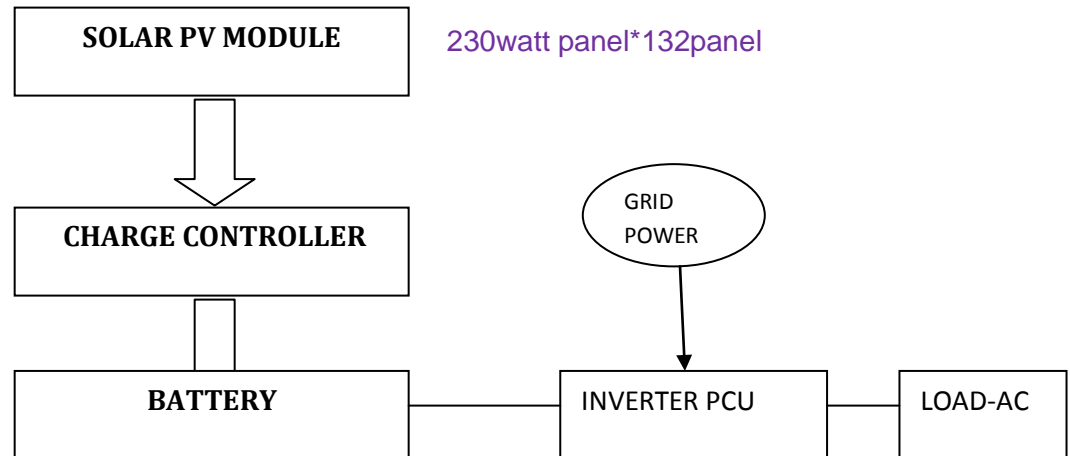 SOLAR PV MODULE
230watt panel*132panel
GRID
POWER
CHARGE CONTROLLER
BATTERY
INVERTER PCU
LOAD-AC